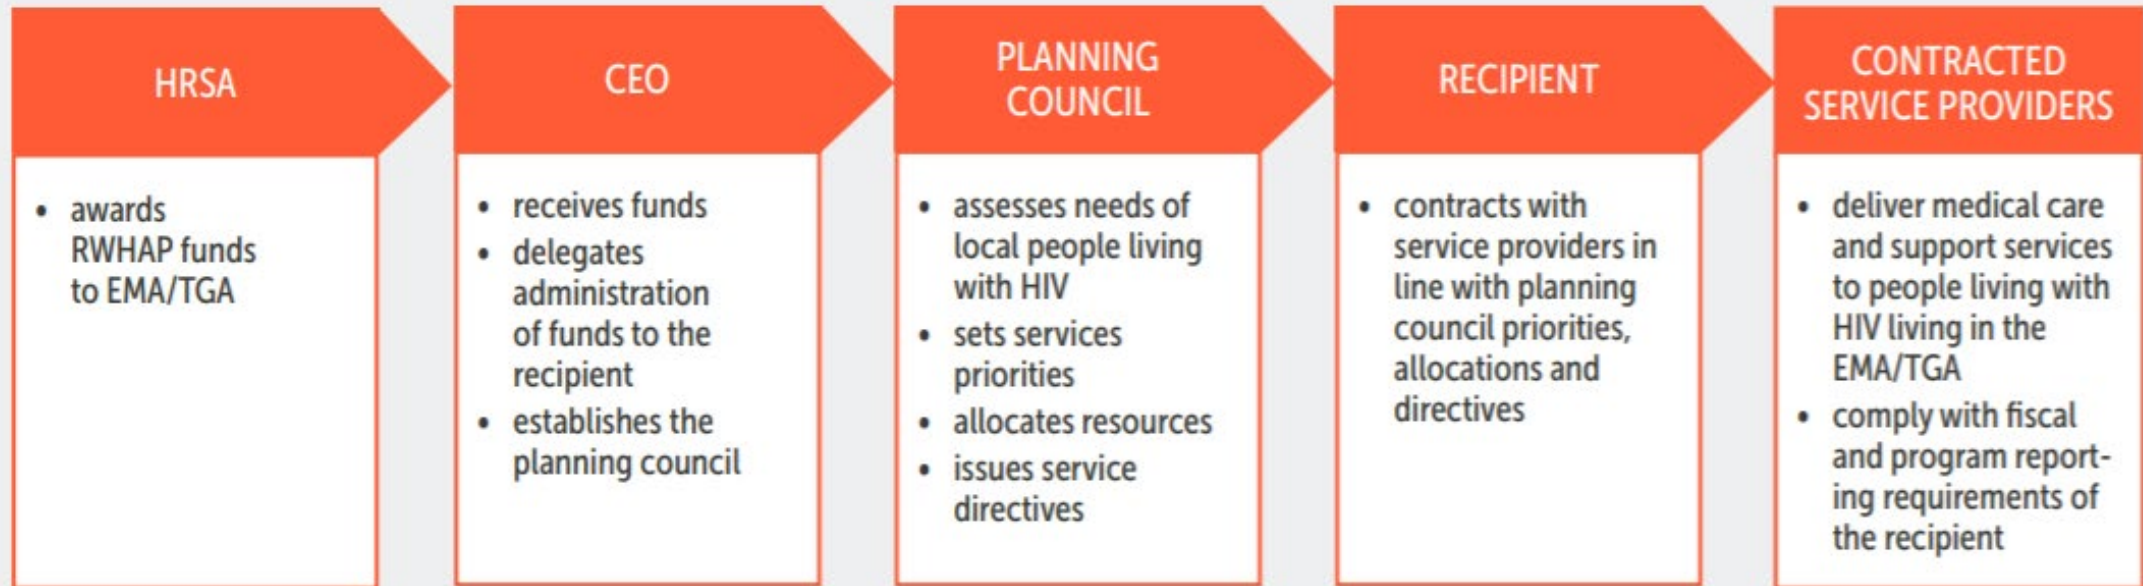 HRSA
• awards
RWHAP funds
to EMA/TGA
CEO
• receives funds
• delegates
administration
of funds to the
recipient
• establishes the
planning council
PLANNING
COUNCIL
• assesses needs of
local people living
with HIV
• sets services
priorities
• allocates resources
• issues service
directives
RECIPIENT
• contracts with
service providers in
line with planning
council priorities,
allocations and
directives
CONTRACTED
SERVICE PROVIDERS
• deliver medical care
and support services
to people living with
HIV living in the
EMA/TGA
• comply with fiscal
and program report-
ing requirements of
the recipient